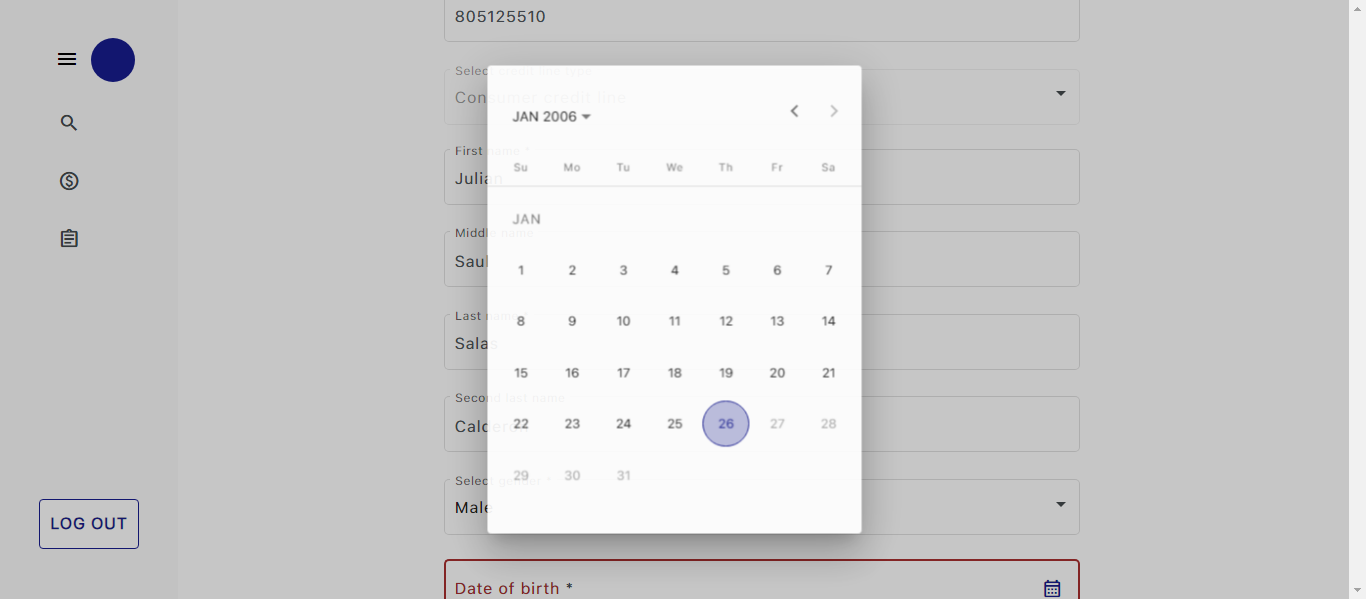 805125510
Select credit line type
Consumer credit line
JAN 2006
First name *
Su Mo Tu We Th Fr Sa
Julian
JAN
Middle name
Saul
1 2 3 4 5 6 7
Last name
8 9 10 11 12 13 14
Salas
15 16 17 18 19 20 21
Second last name
22 23 24 25 26 27 28
29 30 31
Select gender *
Male
LOG OUT
Date of birth *